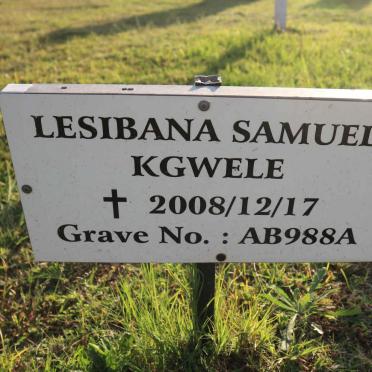 LESIBANA SAMUEL
KGWELE
✝ 2008/12/17
Grave No. : AB988A